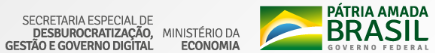 SECRETARIA ESPECIAL DE
DESBUROCRATIZAÇÃO,
GESTÃO E GOVERNO DIGITAL
MINISTÉRIO DA
ECONOMIA
PÁTRIA AMADA
BRASIL
GOVERNO FEDERAL